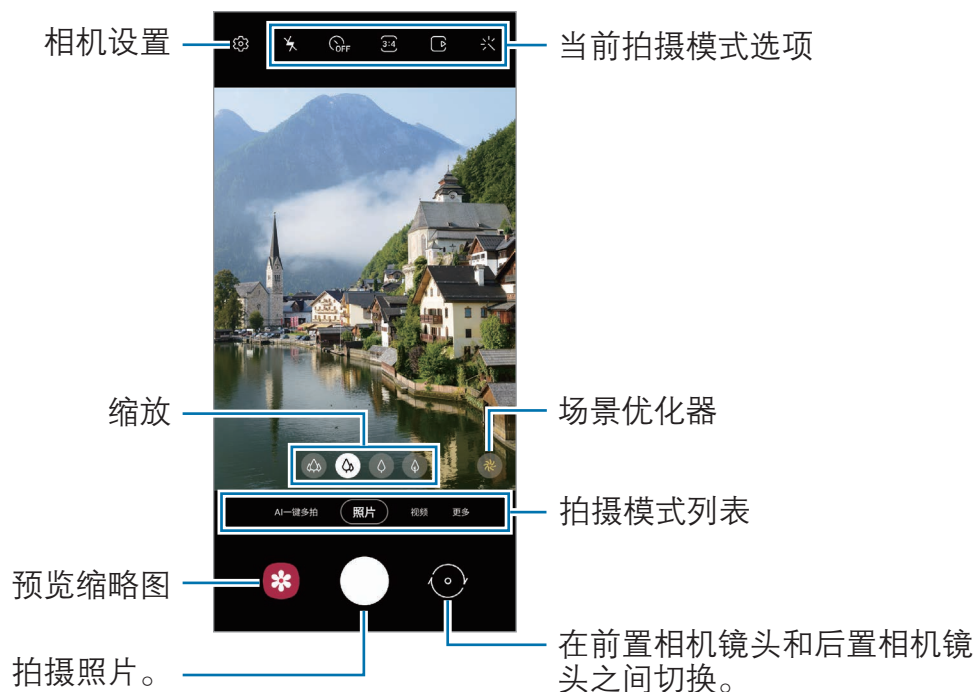 相机设置
OFF
3:4
当前拍摄模式选项
缩放
场景优化器
AI一键多拍 照片 视频 更多
拍摄模式列表
预览缩略图
拍摄照片。
在前置相机镜头和后置相机镜
头之间切换。